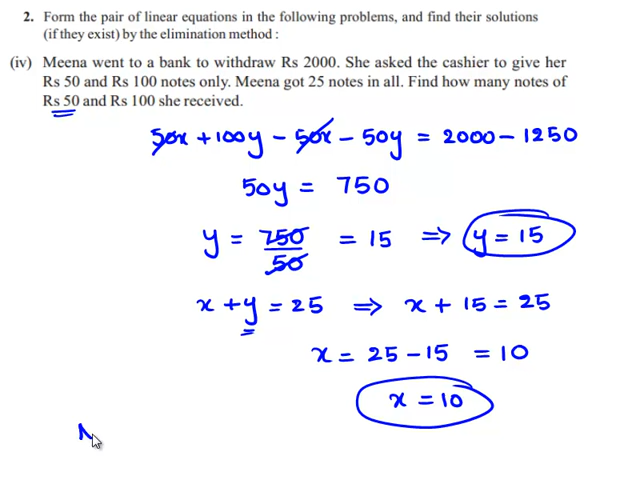 2. Form the pair of linear equations in the following problems, and find their solutions
(if they exist) by the elimination method :
(iv) Meena went to a bank to withdraw Rs 2000. She asked the cashier to give her
Rs 50 and Rs 100 notes only. Meena got 25 notes in all. Find how many notes of
Rs 50 and Rs 100 she received.
50x + 100y - 50x - 50y = 2000 - 1250
50y = 750
y = 750/50 = 15 ⇒ y = 15
x + y = 25 ⇒ x + 15 = 25
x = 25 - 15 = 10
x = 10